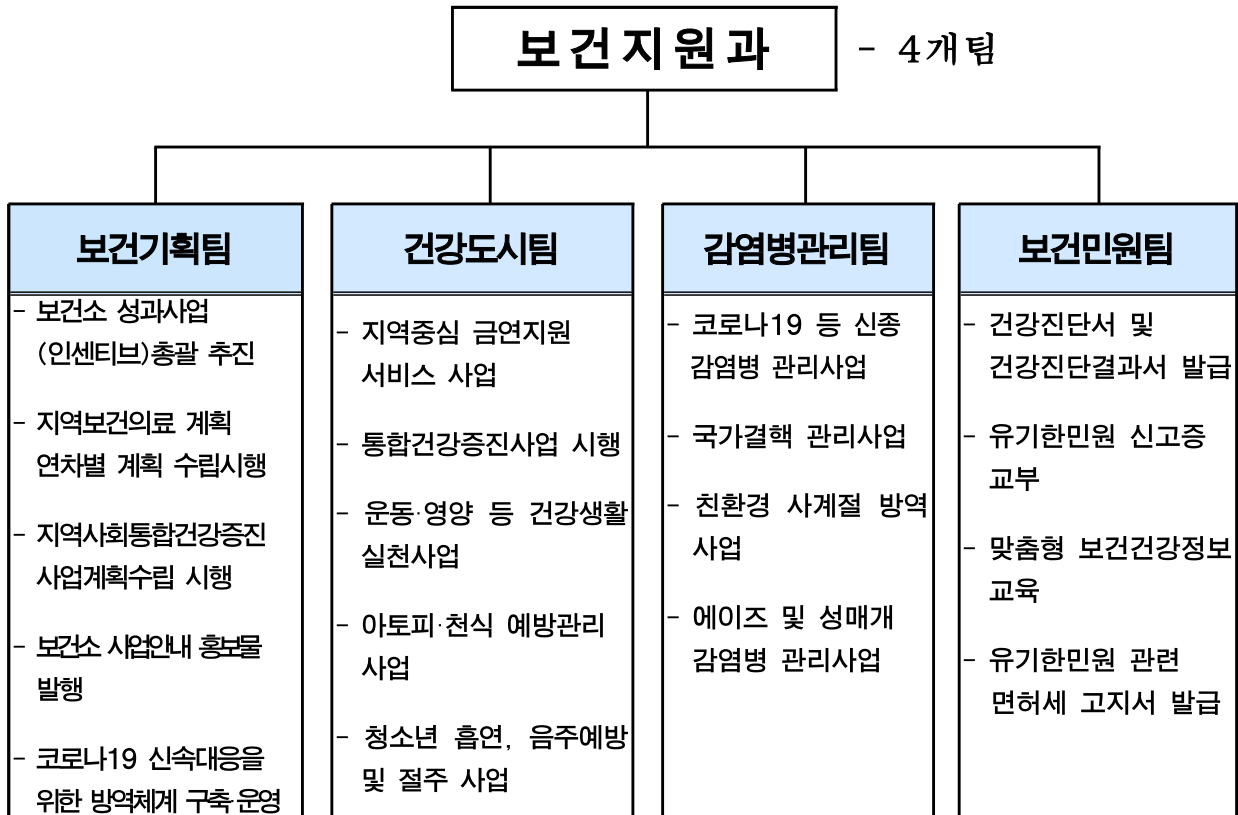 보건지원과 - 4개팀
보건기획팀
- 보건소 성과사업
(인센티브)총괄 추진
- 지역보건의료 계획
연차별 계획 수립시행
- 지역사회통합건강증진
사업계획수립 시행
- 보건소 사업안내 홍보물
발행
- 코로나19 신속대응을
위한 방역체계 구축·운영
건강도시팀
- 지역중심 금연지원
서비스 사업
- 통합건강증진사업 시행
- 운동·영양 등 건강생활
실천사업
- 아토피·천식 예방관리
사업
- 청소년 흡연, 음주예방
및 절주 사업
감염병관리팀
- 코로나19 등 신종
감염병 관리사업
- 국가결핵 관리사업
- 친환경 사계절 방역
사업
- 에이즈 및 성매개
감염병 관리사업
보건민원팀
- 건강진단서 및
건강진단결과서 발급
- 유기한민원 신고증
교부
- 맞춤형 보건건강정보
교육
- 유기한민원 관련
면허세 고지서 발급